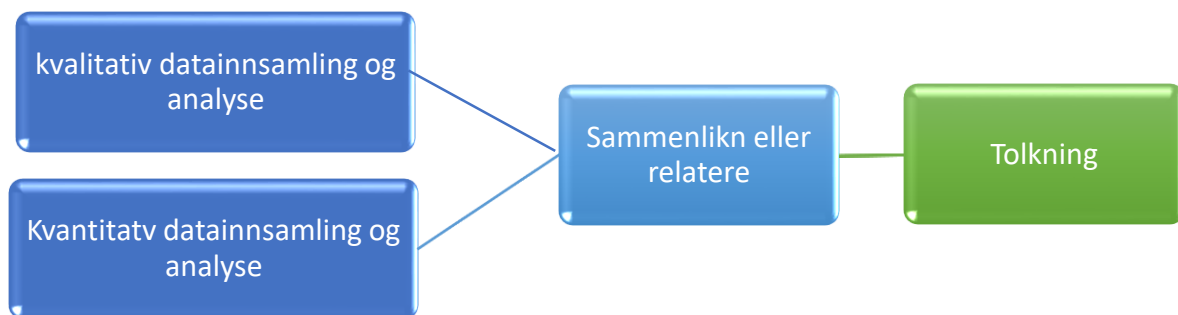 kvalitativ datainnsamling og
analyse
Kvantitatv datainnsamling og
analyse
Sammenlikn eller
relatere
Tolkning